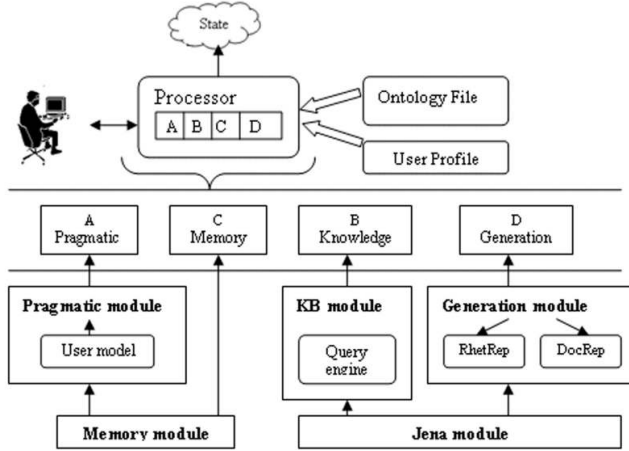 State
Processor
A B C D
Ontology File
User Profile
A
Pragmatic
C
Memory
B
Knowledge
D
Generation
Pragmatic module
User model
KB module
Query
engine
Generation module
RhetRep
DocRep
Memory module
Jena module